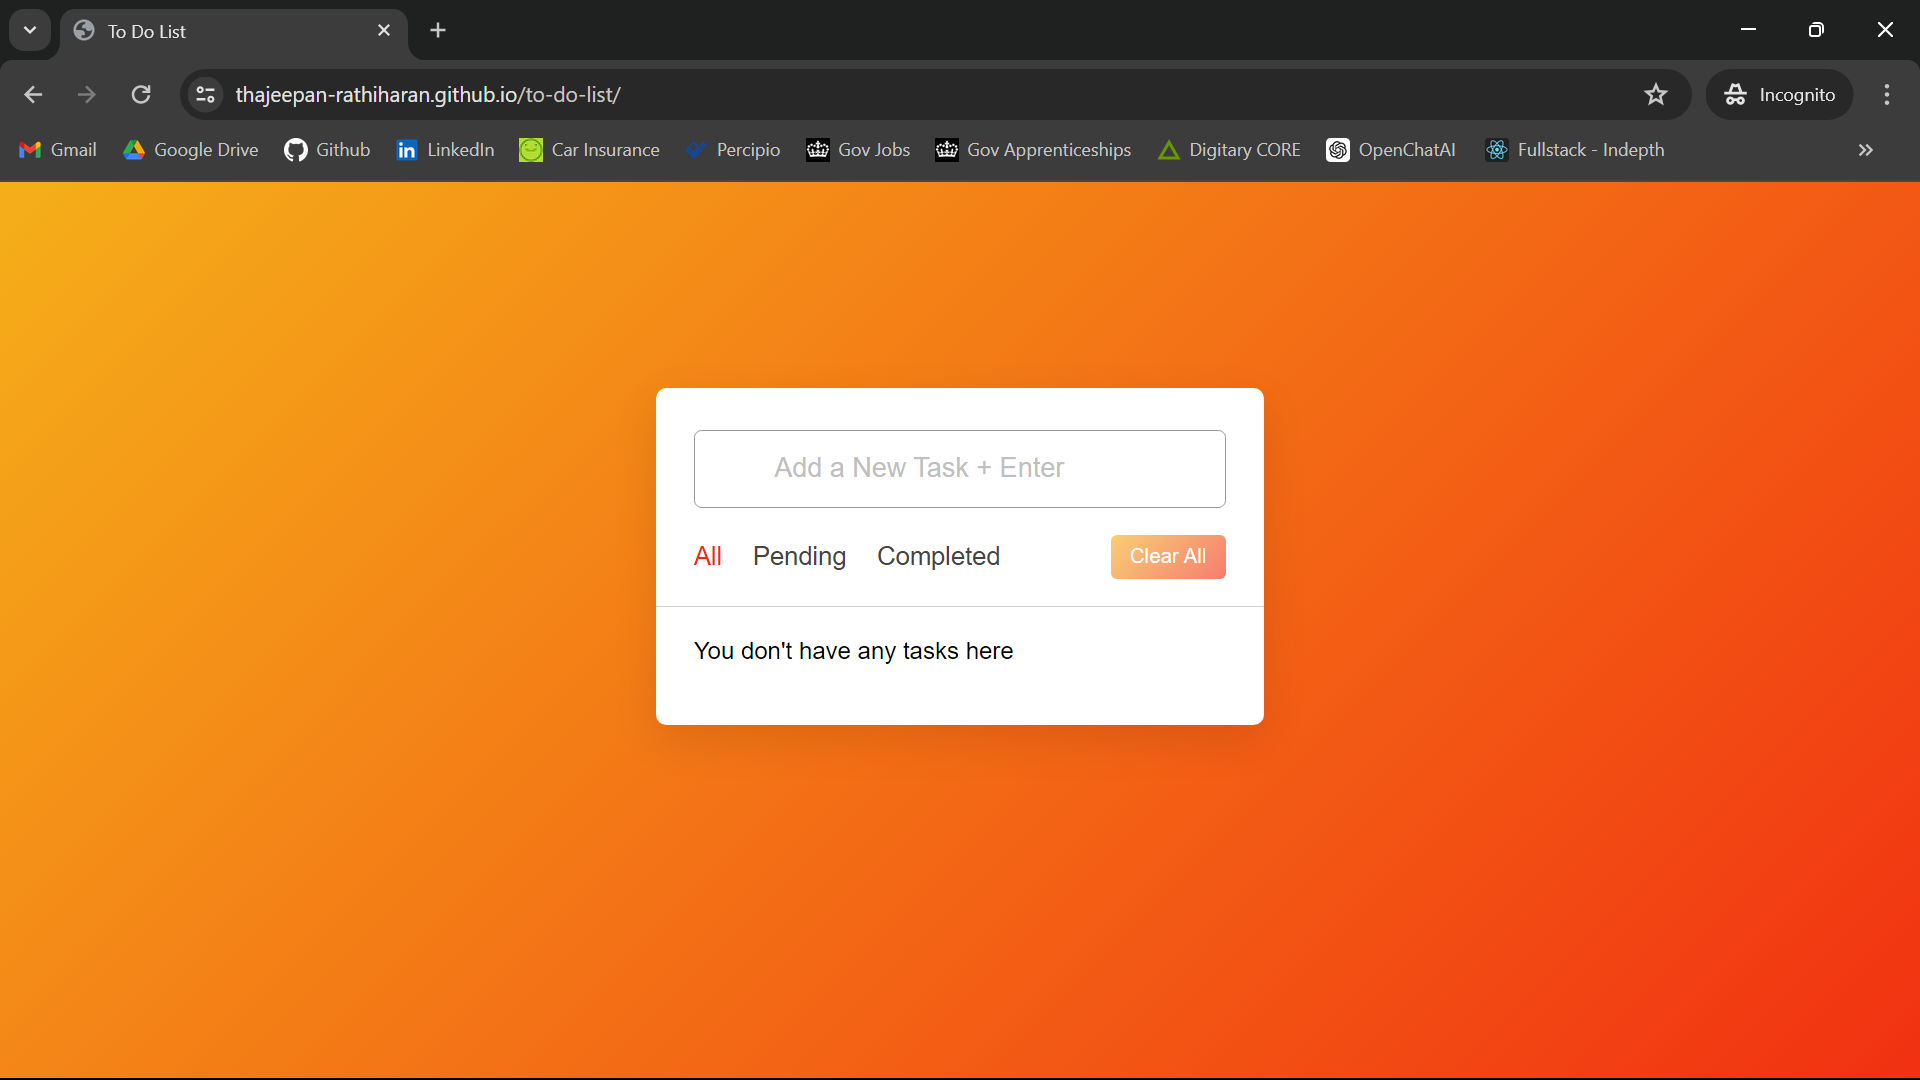 To Do List
thajeepan-rathiharan.github.io/to-do-list/
Incognito
Gmail Google Drive Github LinkedIn Car Insurance Percipio Gov Jobs Gov Apprenticeships Digitary CORE OpenChatAI Fullstack - Indepth
Add a New Task + Enter
All Pending Completed Clear All
You don't have any tasks here